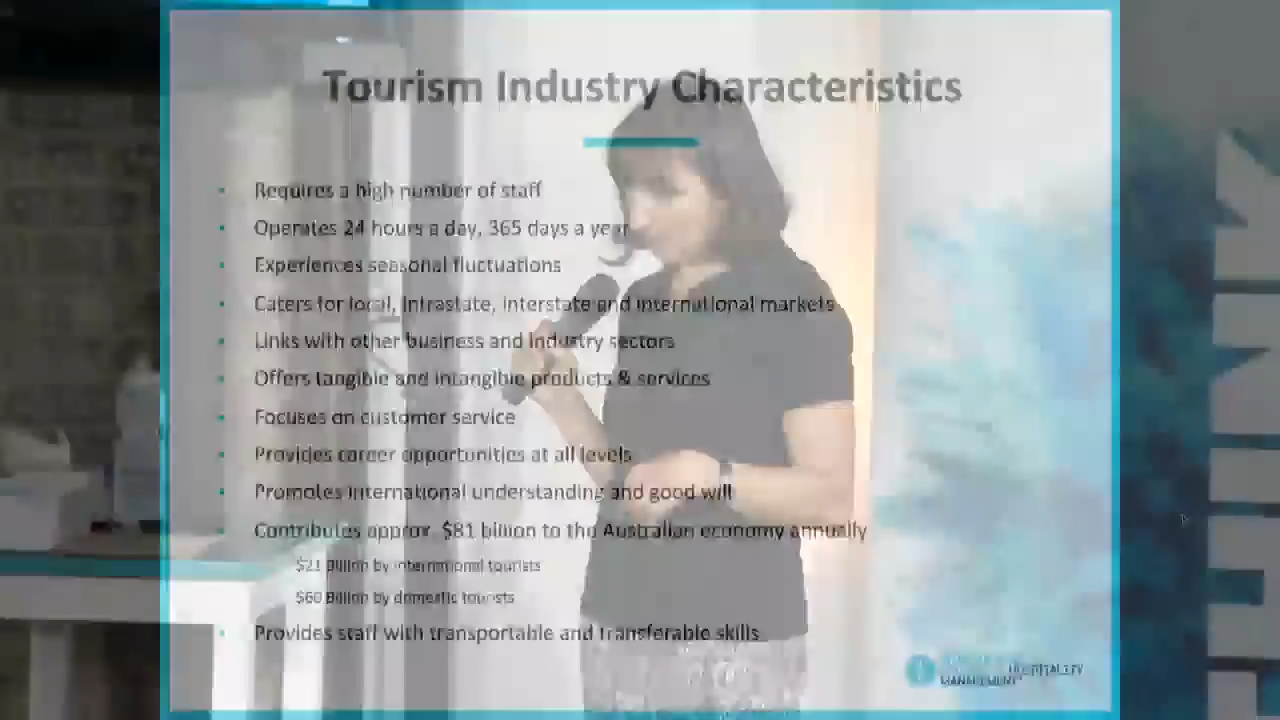 Tourism Industry Characteristics
Requires a high number of staff
Operates 24 hours a day, 365 days a year
Experiences seasonal fluctuations
Caters for local, intrastate, interstate and international markets
Links with other business and industry sectors
Offers tangible and intangible products & services
Focuses on customer service
Provides career opportunities at all levels
Promotes international understanding and good will
Contributes approx. $81 billion to the Australian economy annually
$21 Billion by international tourists
$60 Billion by domestic tourists
Provides staff with transportable and transferable skills
HOSPITALITY
MANAGEMENT